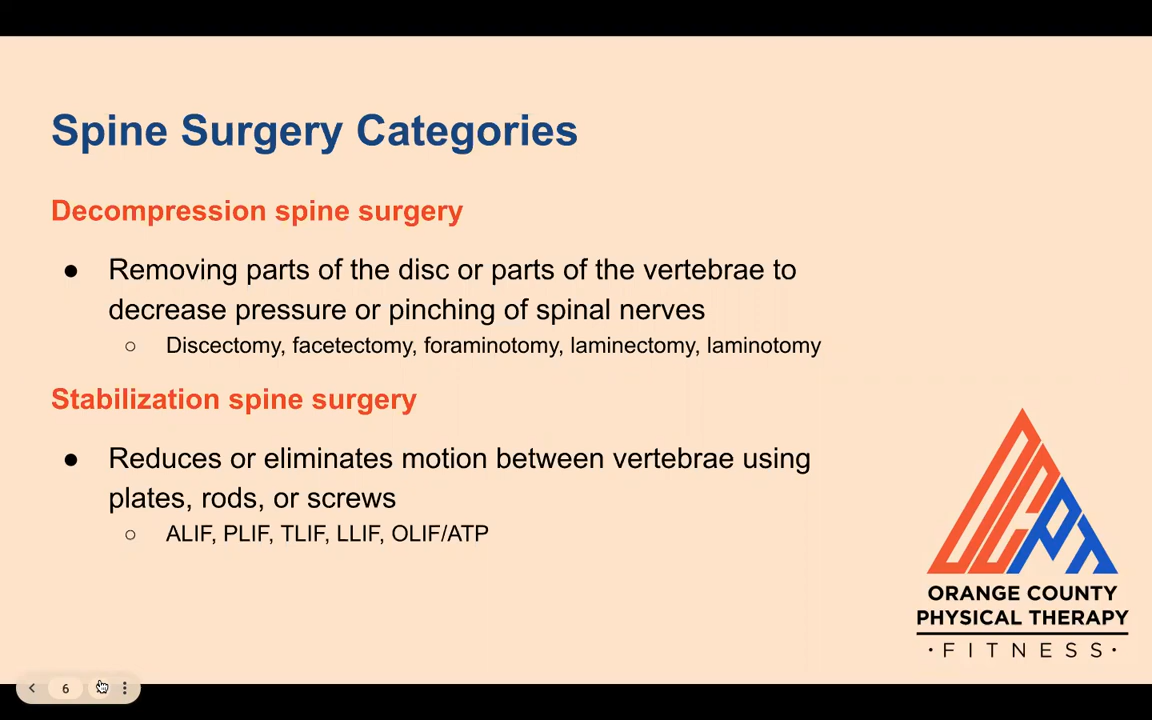 Spine Surgery Categories
Decompression spine surgery
● Removing parts of the disc or parts of the vertebrae to
decrease pressure or pinching of spinal nerves
○ Discectomy, facetectomy, foraminotomy, laminectomy, laminotomy
Stabilization spine surgery
● Reduces or eliminates motion between vertebrae using
plates, rods, or screws
○ ALIF, PLIF, TLIF, LLIF, OLIF/ATP
OCPT
ORANGE COUNTY
PHYSICAL THERAPY
·FITNESS·
6